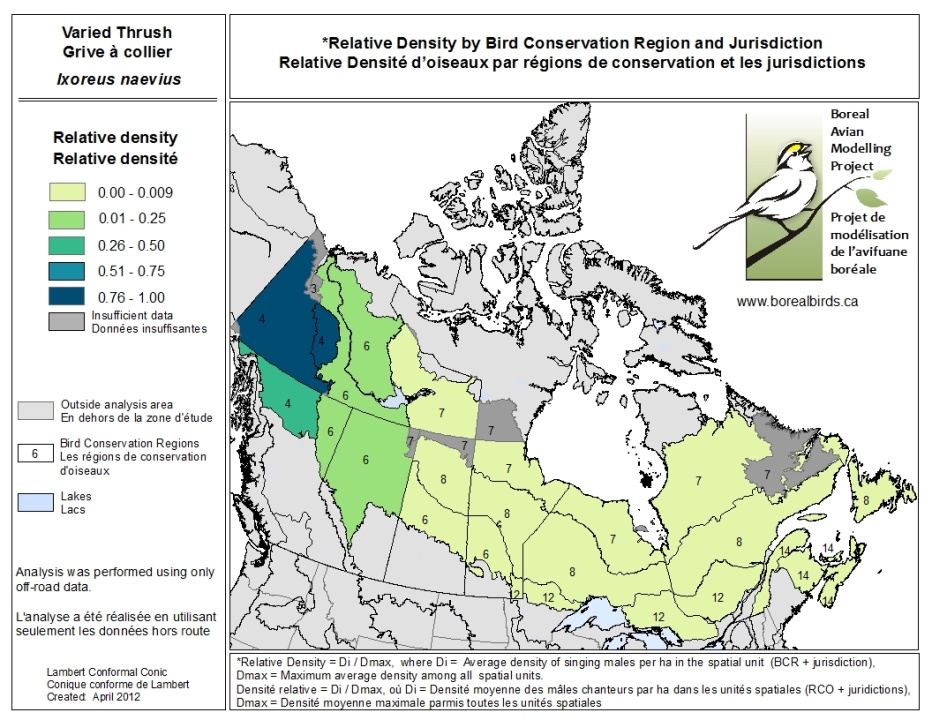 Varied Thrush
Grive à collier
Ixoreus naevius
*Relative Density by Bird Conservation Region and Jurisdiction
Relative Densité d'oiseaux par régions de conservation et les jurisdictions
Relative density
Relative densité
0.00 - 0.009
0.01 - 0.25
0.26 - 0.50
0.51 - 0.75
0.76 - 1.00
Insufficient data
Données insuffisantes
Outside analysis area
En dehors de la zone d'étude
6
Bird Conservation Regions
Les régions de conservation
d'oiseaux
Lakes
Lacs
Analysis was performed using only
off-road data.
L'analyse a été réalisée en utilisant
seulement les données hors route
Lambert Conformal Conic
Conique conforme de Lambert
Created: April 2012
Boreal
Avian
Modelling
Project
Projet de
modélisation
de l'avifuane
boréale
www.borealbirds.ca
3
4
4
6
6
4
7
7
6
7
7
6
8
7
7
7
8
6
8
7
8
6
8
14
14
14
12
12
12
12
*Relative Density = Di / Dmax, where Di = Average density of singing males per ha in the spatial unit (BCR + jurisdiction),
Dmax = Maximum average density among all spatial units.
Densité relative = Di / Dmax, où Di = Densité moyenne des mâles chanteurs par ha dans les unités spatiales (RCO + juridictions),
Dmax = Densité moyenne maximale parmis toutes les unités spatiales